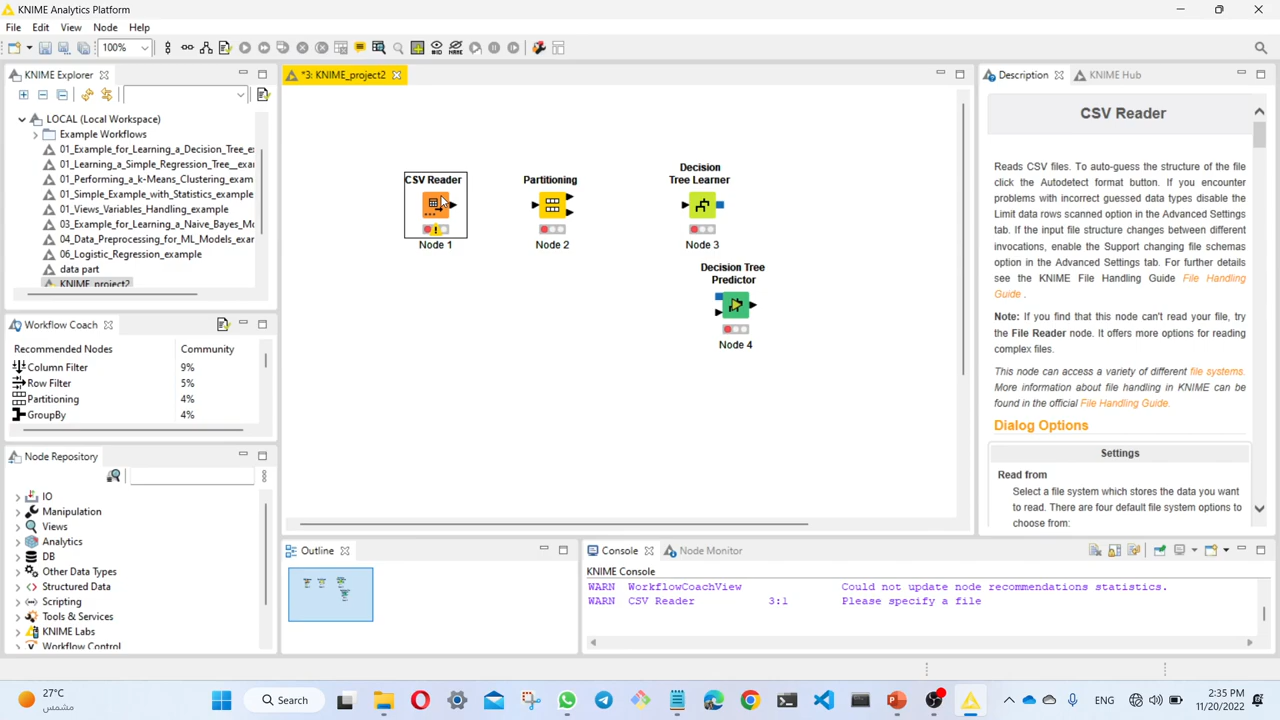 KNIME Analytics Platform
File Edit View Node Help
100%
KNIME Explorer
LOCAL (Local Workspace)
Example Workflows
01_Example_for_Learning_a_Decision_Tree_e
01_Learning_a_Simple_Regression_Tree__exar
01_Performing_a_k-Means_Clustering_exam
01_Simple_Example_with_Statistics_example
01_Views_Variables_Handling_example
03_Example_for_Learning_a_Naive_Bayes_Mo
04_Data_Preprocessing_for_ML_Models_exam
06_Logistic_Regression_example
data part
KNIME_project2
Workflow Coach
Recommended Nodes Community
Column Filter 9%
Row Filter 5%
Partitioning 4%
GroupBy 4%
Node Repository
IO
Manipulation
Views
Analytics
DB
Other Data Types
Structured Data
Scripting
Tools & Services
KNIME Labs
Workflow Control
*3: KNIME_project2
CSV Reader
Node 1
Partitioning
Node 2
Decision
Tree Learner
Node 3
Decision Tree
Predictor
Node 4
Outline
Console Node Monitor
KNIME Console
WARN WorkflowCoachView Could not update node recommendations statistics.
WARN CSV Reader 3:1 Please specify a file
Description KNIME Hub
CSV Reader
Reads CSV files. To auto-guess the structure of the file
click the Autodetect format button. If you encounter
problems with incorrect guessed data types disable the
Limit data rows scanned option in the Advanced Settings
tab. If the input file structure changes between different
invocations, enable the Support changing file schemas
option in the Advanced Settings tab. For further details
see the KNIME File Handling Guide File Handling
Guide .
Note: If you find that this node can't read your file, try
the File Reader node. It offers more options for reading
complex files.
This node can access a variety of different file systems.
More information about file handling in KNIME can be
found in the official File Handling Guide.
Dialog Options
Settings
Read from
Select a file system which stores the data you want
to read. There are four default file system options to
choose from:
27°C
مشمس
Search
ENG
2:35 PM
11/20/2022